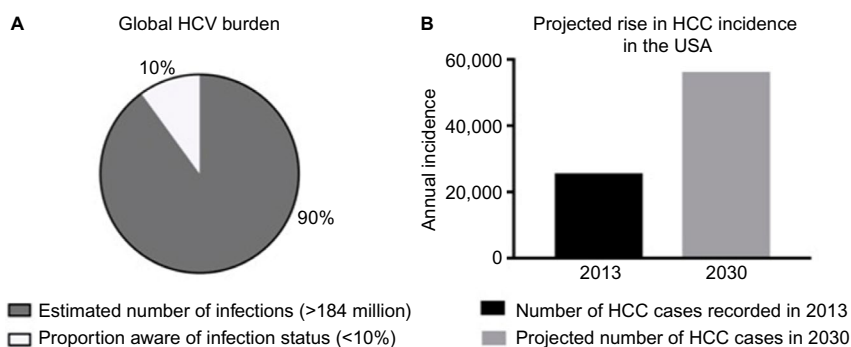 A
Global HCV burden
10%
90%
Estimated number of infections (>184 million)
Proportion aware of infection status (<10%)
B
Projected rise in HCC incidence
in the USA
Annual incidence
60,000
40,000
20,000
0
2013
2030
Number of HCC cases recorded in 2013
Projected number of HCC cases in 2030